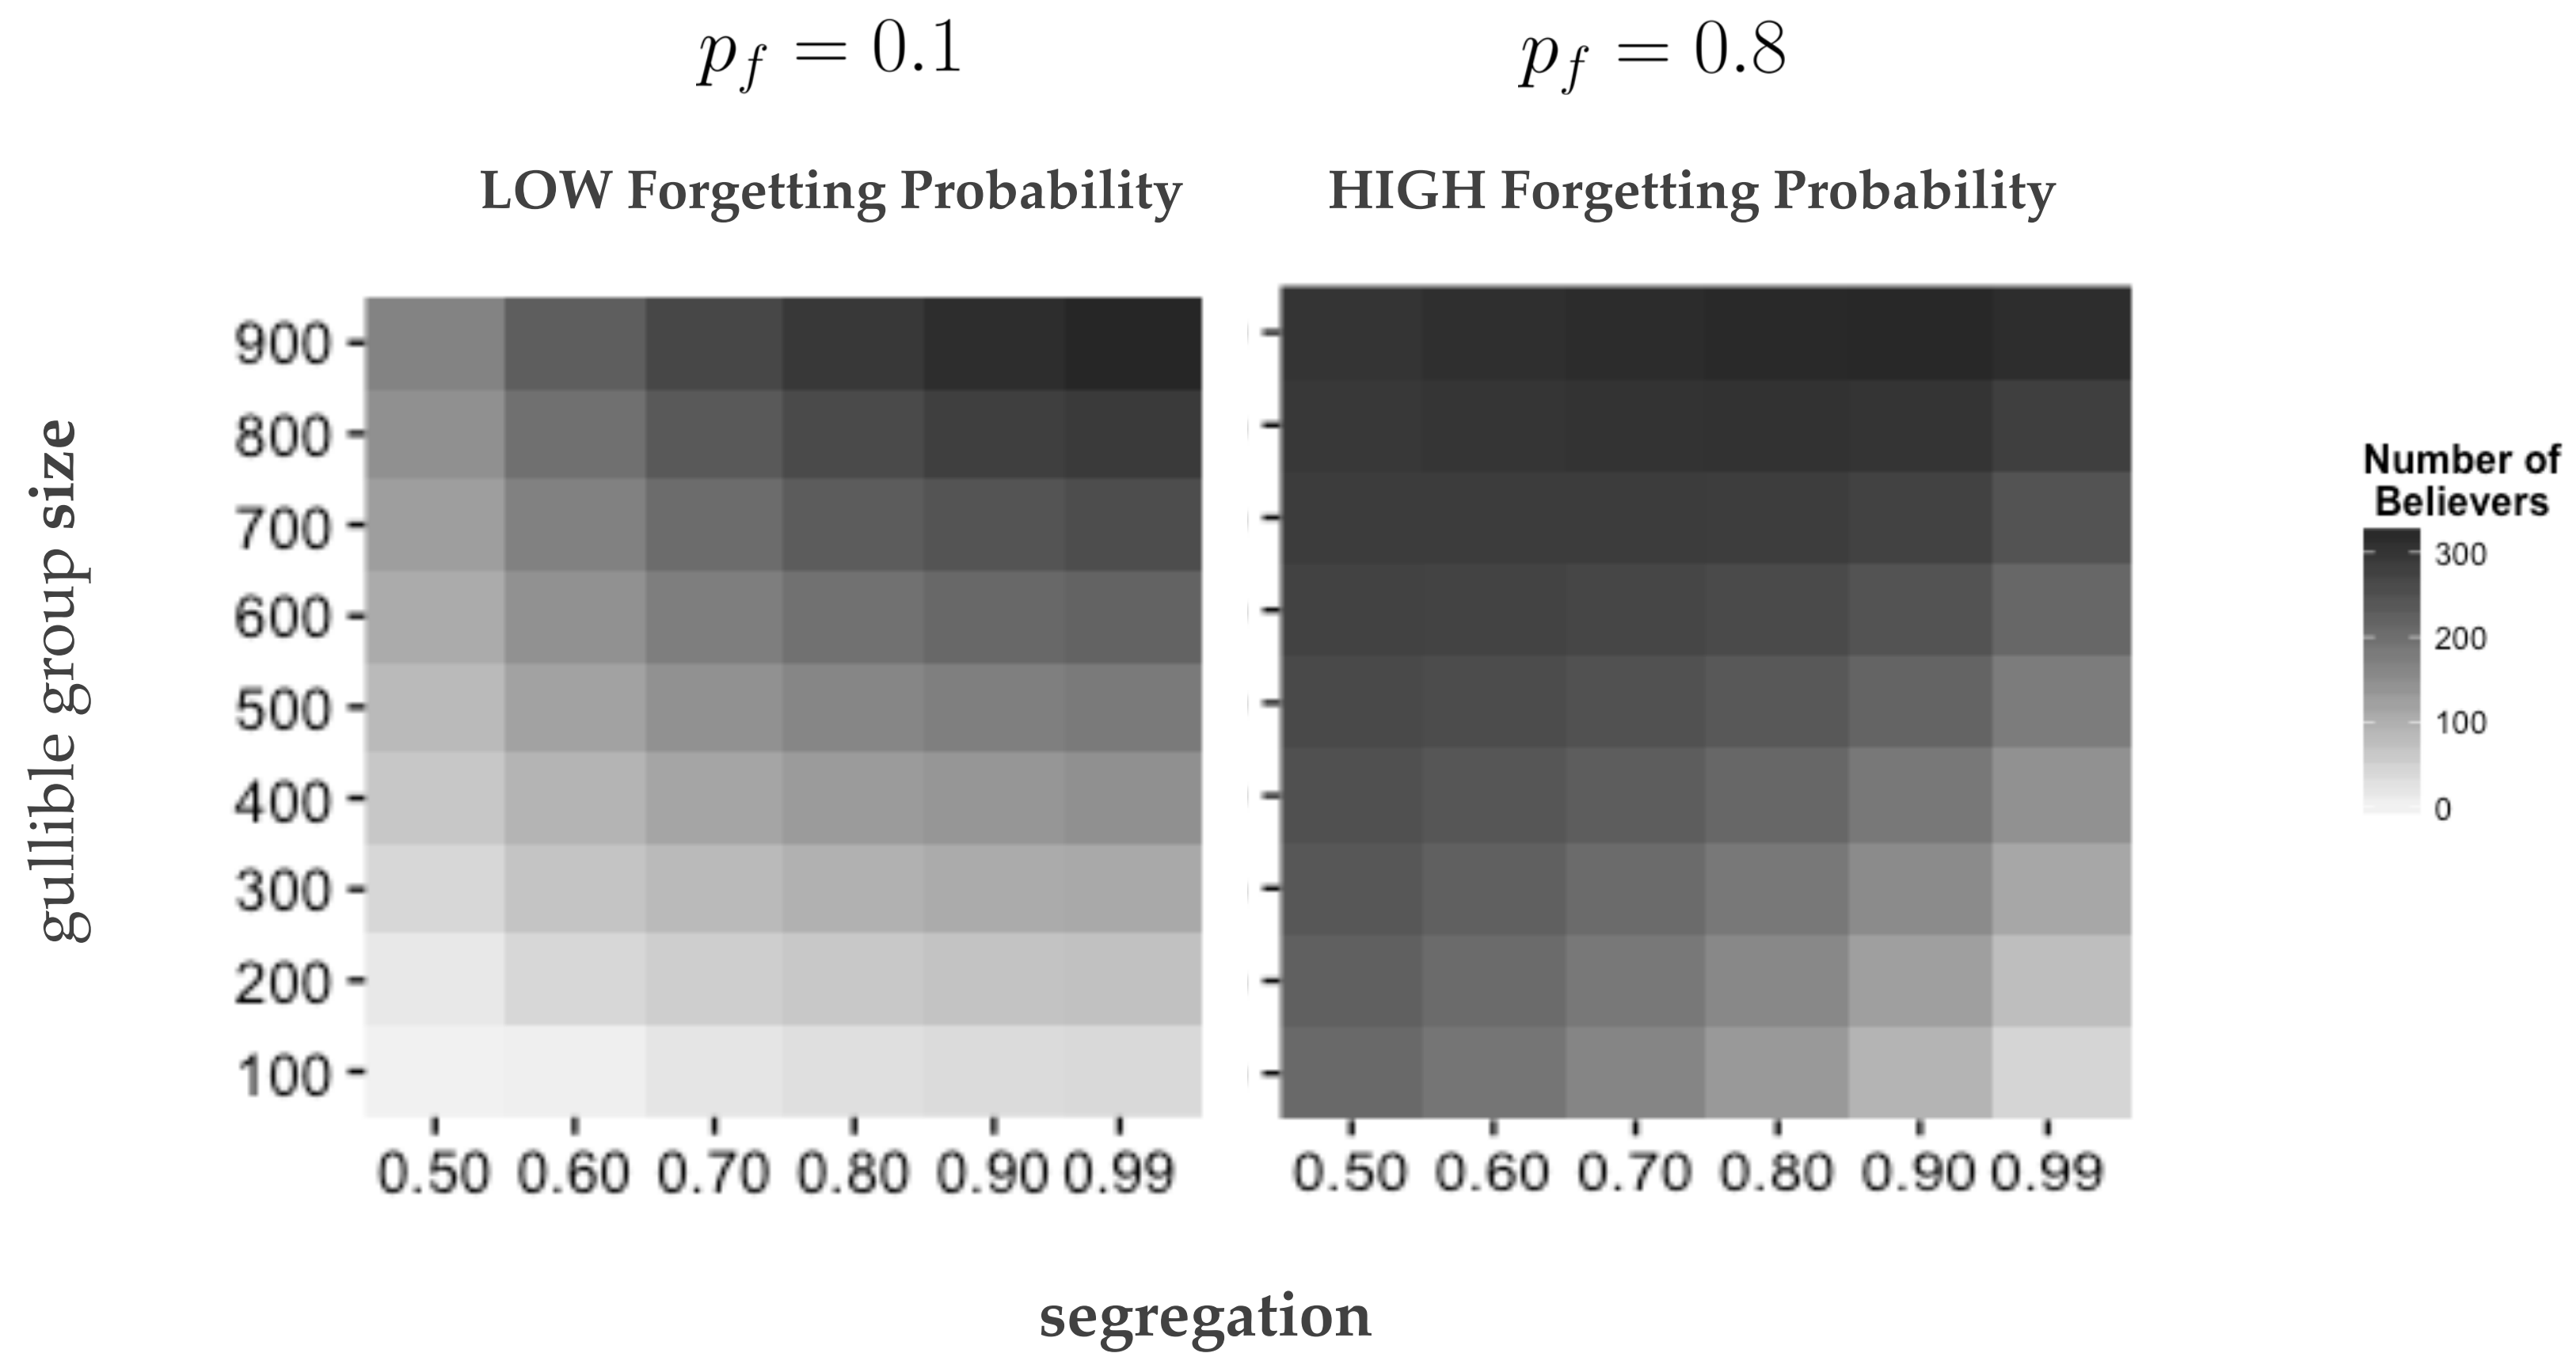 p_f = 0.1
p_f = 0.8
LOW Forgetting Probability
HIGH Forgetting Probability
gullible group size
900
800
700
600
500
400
300
200
100
0.50 0.60 0.70 0.80 0.90 0.99
0.50 0.60 0.70 0.80 0.90 0.99
segregation
Number of
Believers
300
200
100
0